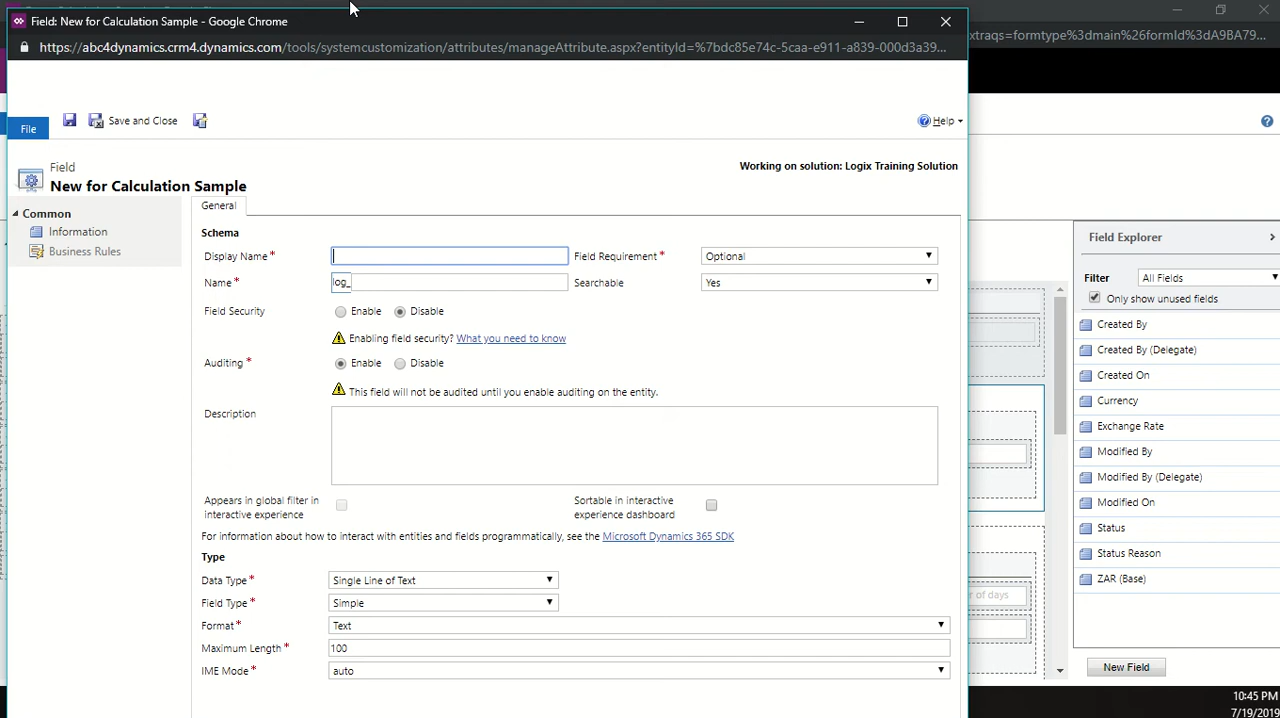 Field: New for Calculation Sample - Google Chrome
https://abc4dynamics.crm4.dynamics.com/tools/systemcustomization/attributes/manageAttribute.aspx?entityId=%7bdc85e74c-5caa-e911-a839-000d3a39...
xtraqs=formtype%3dmain%26formId%3dA9BA79...
File
Save and Close
Help
Field
New for Calculation Sample
Working on solution: Logix Training Solution
Common
Information
Business Rules
General
Schema
Display Name*
Field Requirement*
Optional
Name*
log_
Searchable
Yes
Field Security
Enable
Disable
Enabling field security? What you need to know
Auditing*
Enable
Disable
This field will not be audited until you enable auditing on the entity.
Description
Appears in global filter in
interactive experience
Sortable in interactive
experience dashboard
For information about how to interact with entities and fields programmatically, see the Microsoft Dynamics 365 SDK
Type
Data Type*
Single Line of Text
Field Type*
Simple
Format*
Text
Maximum Length*
100
IME Mode*
auto
Field Explorer
Filter
All Fields
Only show unused fields
Created By
Created By (Delegate)
Created On
Currency
Exchange Rate
Modified By
Modified By (Delegate)
Modified On
Status
Status Reason
ZAR (Base)
of days
New Field
10:45 PM
7/19/2019